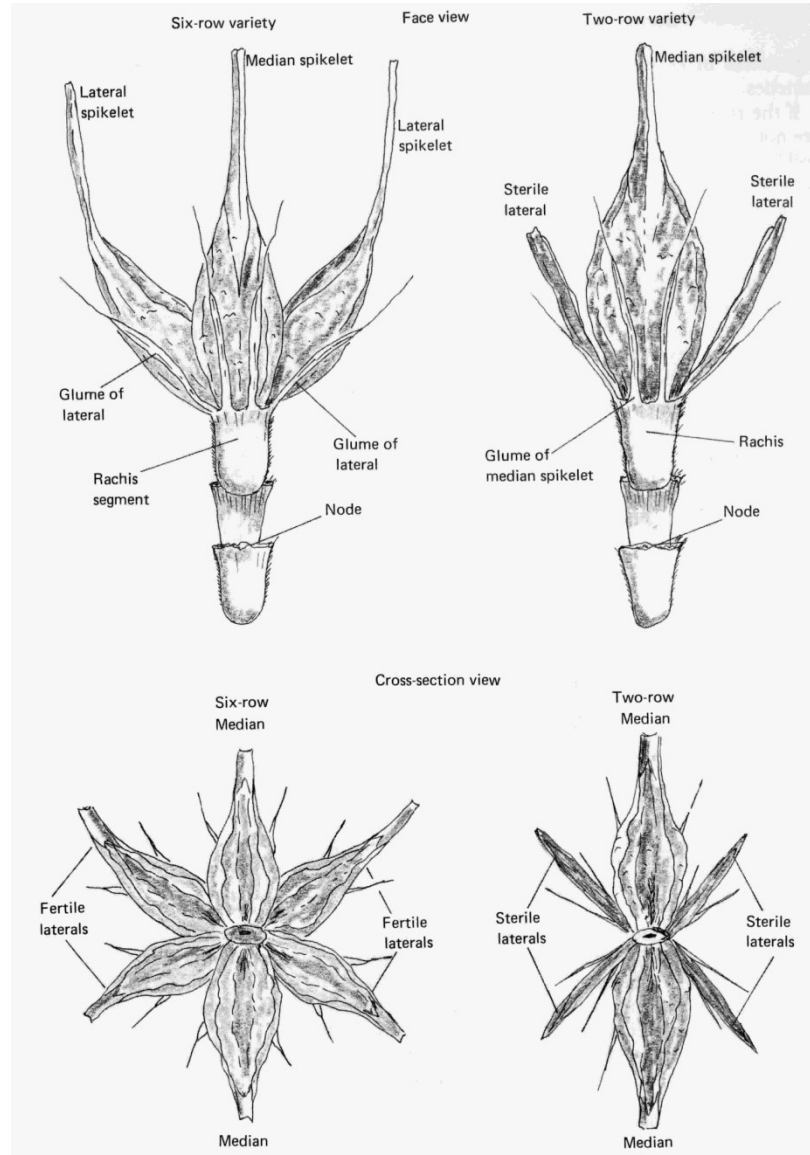 Six-row variety
Face view
Two-row variety
Median spikelet
Median spikelet
Lateral
spikelet
Lateral
spikelet
Sterile
lateral
Sterile
lateral
Glume of
lateral
Glume of
lateral
Rachis
segment
Node
Glume of
median spikelet
Rachis
Node
Cross-section view
Six-row
Median
Two-row
Median
Fertile
laterals
Fertile
laterals
Sterile
laterals
Sterile
laterals
Median
Median